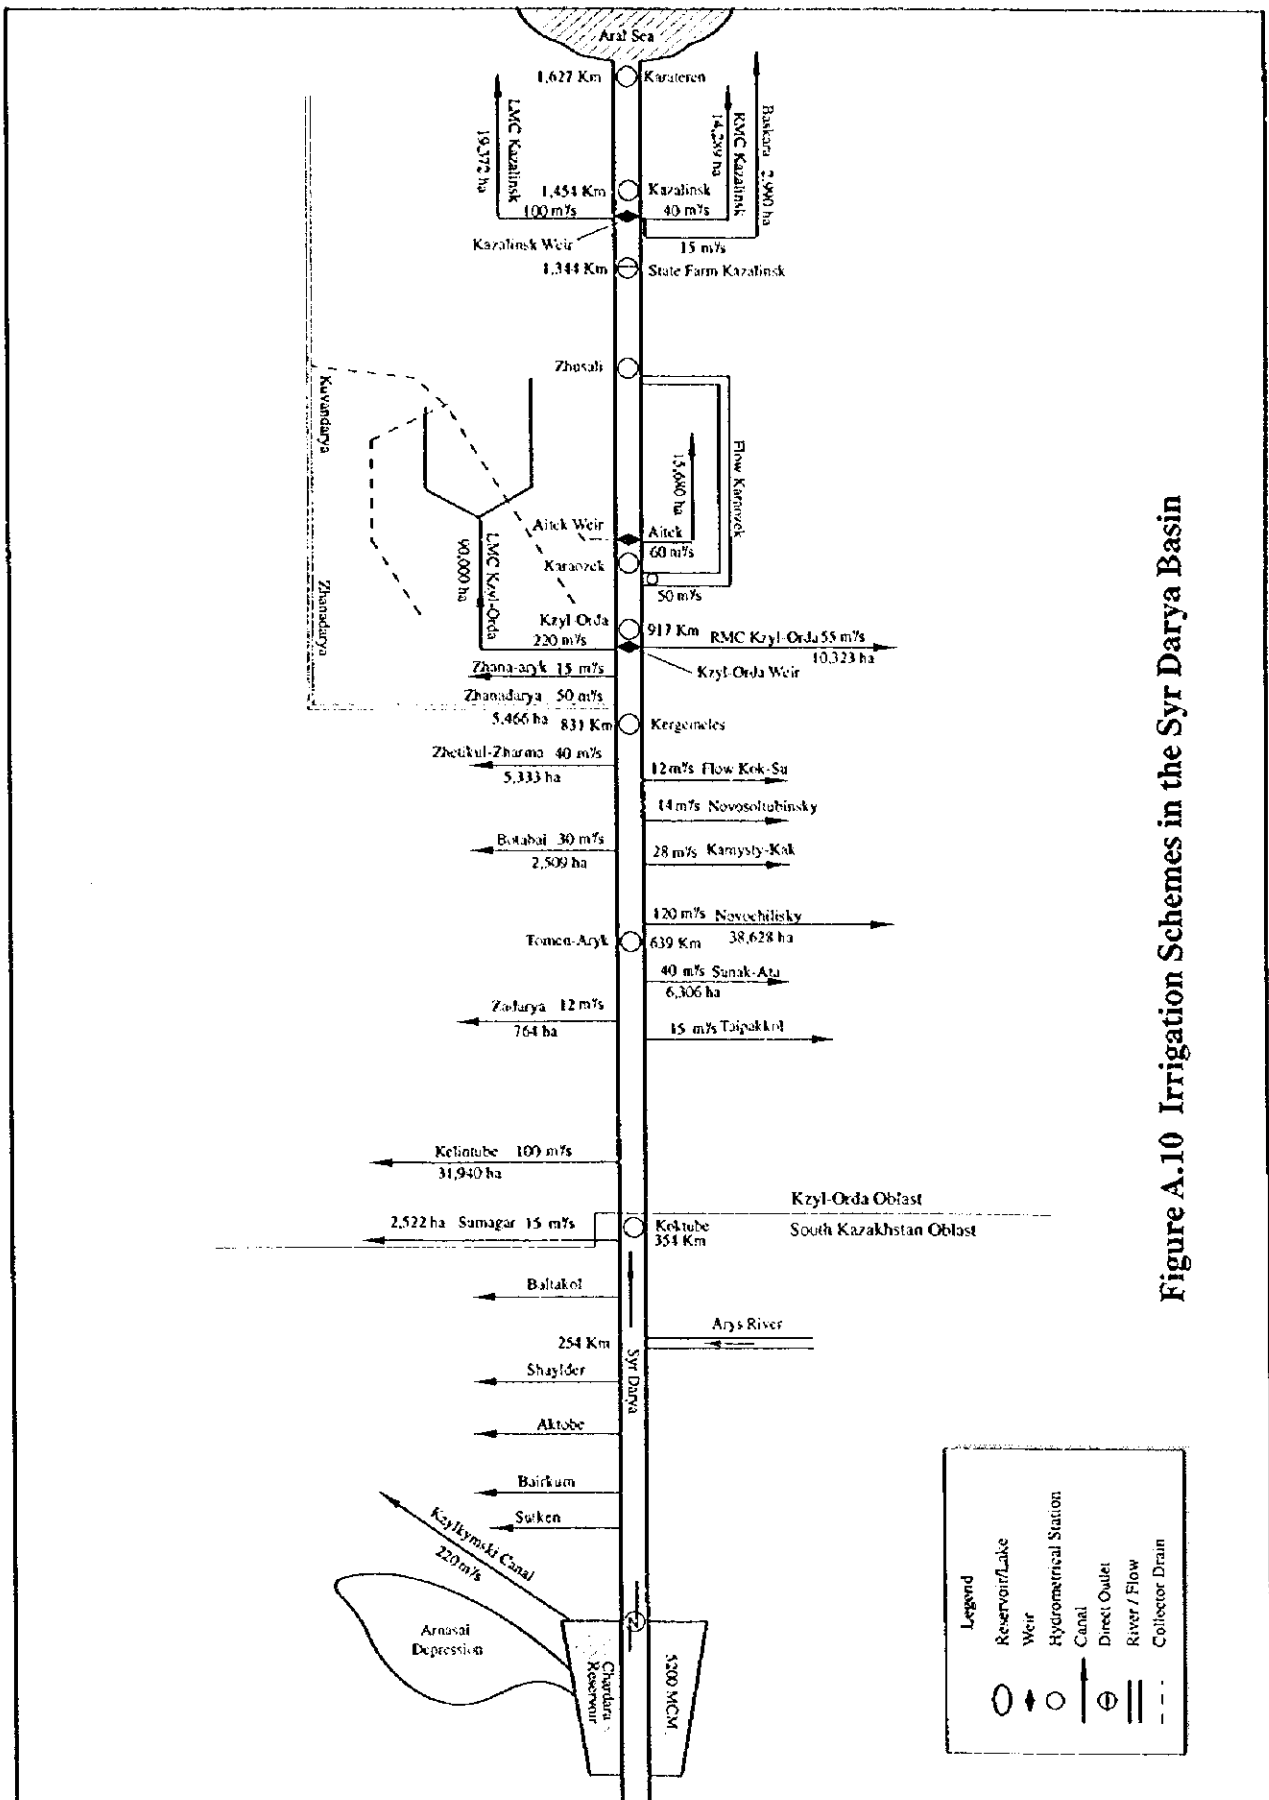 Aral Sea
1,627 Km
Karateren
LMC Kazalinsk
19,372 ha
RMC Kazalinsk
14,289 ha
Baskara 2,990 ha
1,454 Km
Kazalinsk
100 m³/s
40 m³/s
Kazalinsk Weir
15 m³/s
1,344 Km
State Farm Kazalinsk
Zhusali
Kuvandarya
Flow Karaozek
15,680 ha
Aitek Weir
Aitek
60 m³/s
Karaozek
50 m³/s
LMC Kzyl-Orda
90,000 ha
Zhanadarya
Kzyl-Orda
917 Km
220 m³/s
RMC Kzyl-Orda 55 m³/s
10,323 ha
Kzyl-Orda Weir
Zhana-aryk 15 m³/s
Zhanadarya 50 m³/s
5,466 ha
831 Km
Kergemeles
Zhetikul-Zharma 40 m³/s
5,333 ha
12 m³/s Flow Kok-Su
14 m³/s Novosoltubinsky
Botabai 30 m³/s
2,509 ha
28 m³/s Kamysty-Kak
120 m³/s Novochilisky
38,628 ha
Tomen-Aryk
639 Km
40 m³/s Sunak-Ata
6,306 ha
Zadarya 12 m³/s
764 ha
15 m³/s Taipakkol
Kelintube 100 m³/s
31,940 ha
Kzyl-Orda Oblast
2,522 ha Sumagar 15 m³/s
Koktube
354 Km
South Kazakhstan Oblast
Baltakol
Arys River
254 Km
Syr Darya
Shaylder
Aktobe
Bairkum
Sutken
Kzylkymski Canal
220 m³/s
Arnasai
Depression
Chardara
Reservoir
5200 MCM
Figure A.10 Irrigation Schemes in the Syr Darya Basin
Legend
Reservoir/Lake
Weir
Hydrometrical Station
Canal
Direct Outlet
River / Flow
Collector Drain